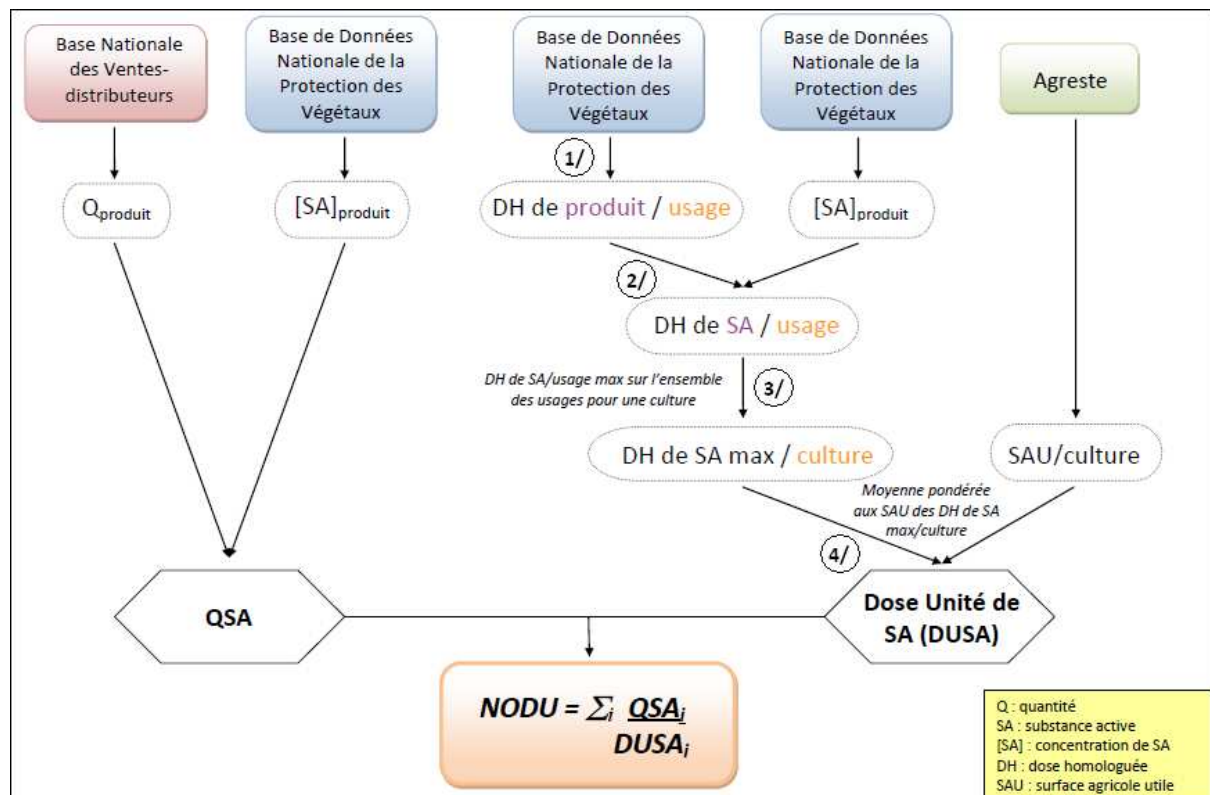 Base Nationale
des Ventes-
distributeurs
Base de Données
Nationale de la
Protection des
Végétaux
Base de Données
Nationale de la
Protection des
Végétaux
Base de Données
Nationale de la
Protection des
Végétaux
Agreste
1/
Qproduit
[SA]produit
DH de produit / usage
[SA]produit
2/
DH de SA / usage
DH de SA/usage max sur l'ensemble
des usages pour une culture
3/
DH de SA max / culture
SAU/culture
Moyenne pondérée
aux SAU des DH de SA
max/culture
4/
QSA
Dose Unité de
SA (DUSA)
NODU = Σi QSAi
DUSAi
Q : quantité
SA : substance active
[SA] : concentration de SA
DH : dose homologuée
SAU : surface agricole utile